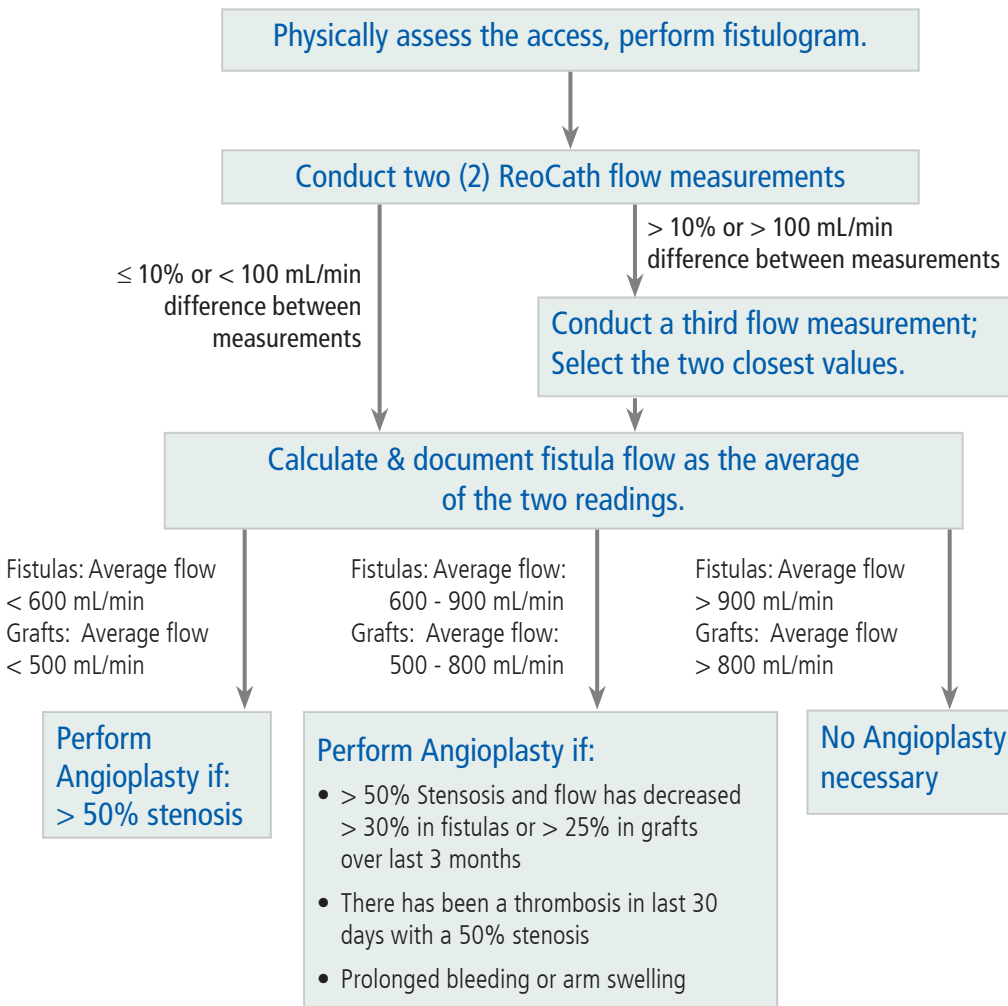 Physically assess the access, perform fistulogram.
Conduct two (2) ReoCath flow measurements
≤ 10% or < 100 mL/min
difference between
measurements
> 10% or > 100 mL/min
difference between measurements
Conduct a third flow measurement;
Select the two closest values.
Calculate & document fistula flow as the average
of the two readings.
Fistulas: Average flow
< 600 mL/min
Grafts: Average flow
< 500 mL/min
Fistulas: Average flow:
600 - 900 mL/min
Grafts: Average flow:
500 - 800 mL/min
Fistulas: Average flow
> 900 mL/min
Grafts: Average flow
> 800 mL/min
Perform
Angioplasty if:
> 50% stenosis
Perform Angioplasty if:
• > 50% Stensosis and flow has decreased
> 30% in fistulas or > 25% in grafts
over last 3 months
• There has been a thrombosis in last 30
days with a 50% stenosis
• Prolonged bleeding or arm swelling
No Angioplasty
necessary